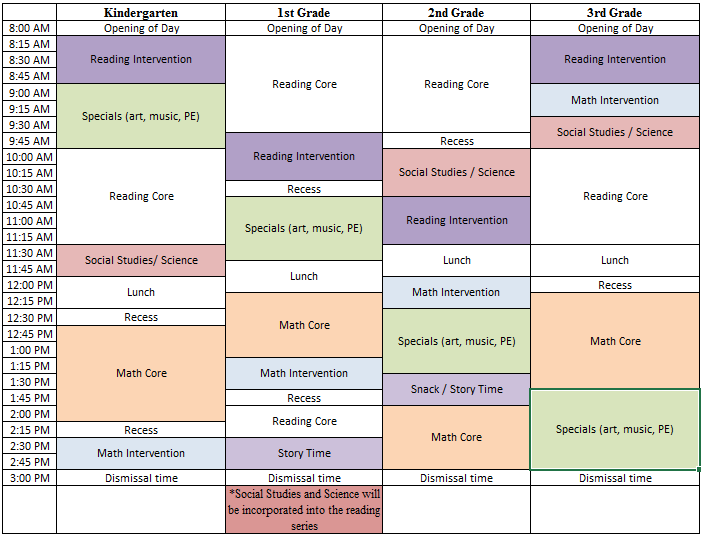 Kindergarten 1st Grade 2nd Grade 3rd Grade
8:00 AM Opening of Day Opening of Day Opening of Day Opening of Day
8:15 AM
8:30 AM Reading Intervention Reading Intervention
8:45 AM
Reading Core Reading Core
9:00 AM
Math Intervention
9:15 AM
Specials (art, music, PE)
9:30 AM
Social Studies / Science
9:45 AM Recess
10:00 AM Reading Intervention
10:15 AM Social Studies / Science
10:30 AM Recess
Reading Core Reading Core
10:45 AM
11:00 AM Reading Intervention
Specials (art, music, PE)
11:15 AM
11:30 AM
Social Studies/ Science Lunch Lunch
11:45 AM
Lunch
12:00 PM Recess
Lunch Math Intervention
12:15 PM
12:30 PM Recess
Math Core
12:45 PM
Specials (art, music, PE) Math Core
1:00 PM
1:15 PM
Math Core Math Intervention
1:30 PM
Snack / Story Time
1:45 PM Recess
2:00 PM
Reading Core
2:15 PM Recess Specials (art, music, PE)
Math Core
2:30 PM
Math Intervention Story Time
2:45 PM
3:00 PM Dismissal time Dismissal time Dismissal time Dismissal time
*Social Studies and Science will
be incorporated into the reading
series